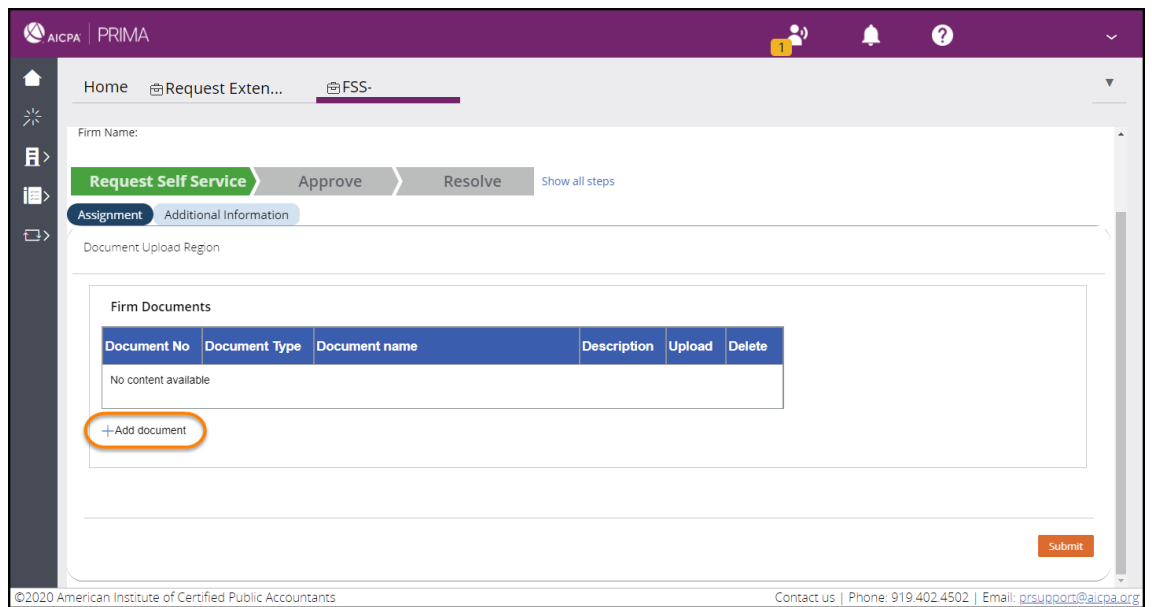 AICPA | PRIMA
1
Home Request Exten... FSS-
Firm Name:
Request Self Service Approve Resolve Show all steps
Assignment Additional Information
Document Upload Region
Firm Documents
Document No Document Type Document name Description Upload Delete
No content available
+Add document
Submit
©2020 American Institute of Certified Public Accountants Contact us | Phone: 919.402.4502 | Email: prsupport@aicpa.org